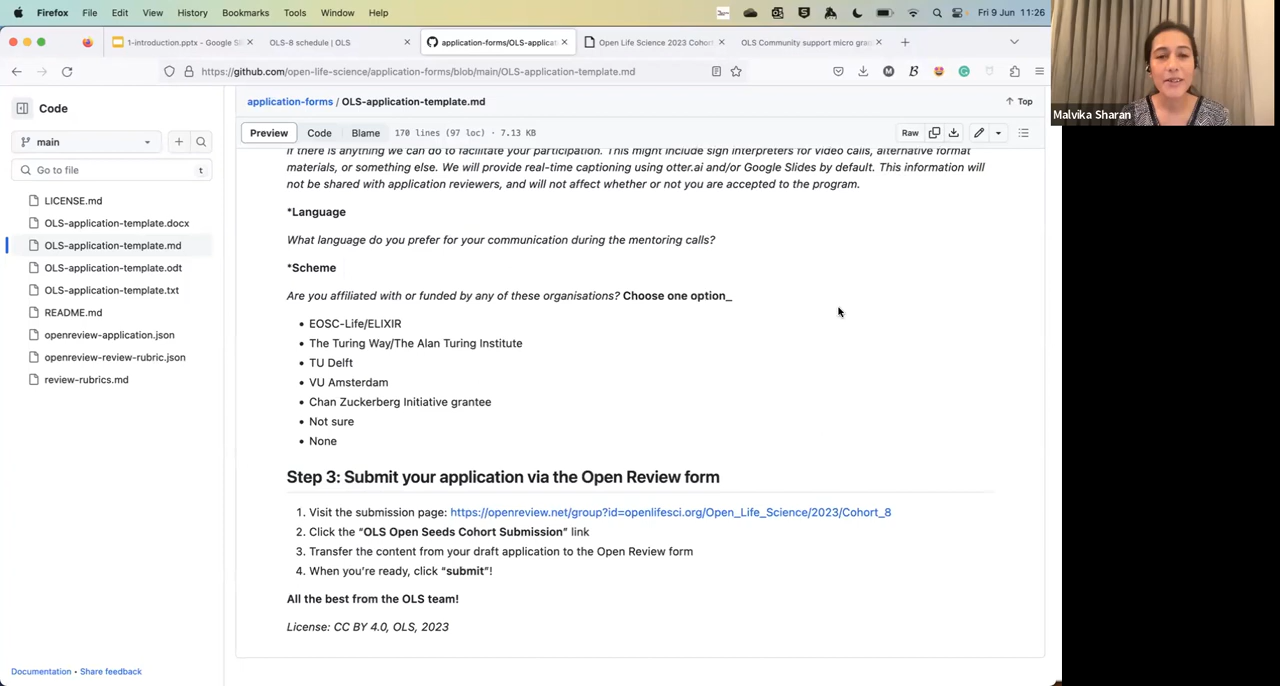 Firefox File Edit View History Bookmarks Tools Window Help Fri 9 Jun 11:26
1-introduction.pptx - Google Sl
OLS-8 schedule | OLS
application-forms/OLS-applicat
Open Life Science 2023 Cohort
OLS Community support micro gran
https://github.com/open-life-science/application-forms/blob/main/OLS-application-template.md
Malvika Sharan
Code
application-forms / OLS-application-template.md
Top
main
Preview Code Blame 170 lines (97 loc) · 7.13 KB
Raw
Go to file t
LICENSE.md
OLS-application-template.docx
OLS-application-template.md
OLS-application-template.odt
OLS-application-template.txt
README.md
openreview-application.json
openreview-review-rubric.json
review-rubrics.md
If there is anything we can do to facilitate your participation. This might include sign interpreters for video calls, alternative format
materials, or something else. We will provide real-time captioning using otter.ai and/or Google Slides by default. This information will
not be shared with application reviewers, and will not affect whether or not you are accepted to the program.
*Language
What language do you prefer for your communication during the mentoring calls?
*Scheme
Are you affiliated with or funded by any of these organisations? Choose one option_
• EOSC-Life/ELIXIR
• The Turing Way/The Alan Turing Institute
• TU Delft
• VU Amsterdam
• Chan Zuckerberg Initiative grantee
• Not sure
• None
Step 3: Submit your application via the Open Review form
1. Visit the submission page: https://openreview.net/group?id=openlifesci.org/Open_Life_Science/2023/Cohort_8
2. Click the “OLS Open Seeds Cohort Submission” link
3. Transfer the content from your draft application to the Open Review form
4. When you're ready, click “submit”!
All the best from the OLS team!
License: CC BY 4.0, OLS, 2023
Documentation • Share feedback